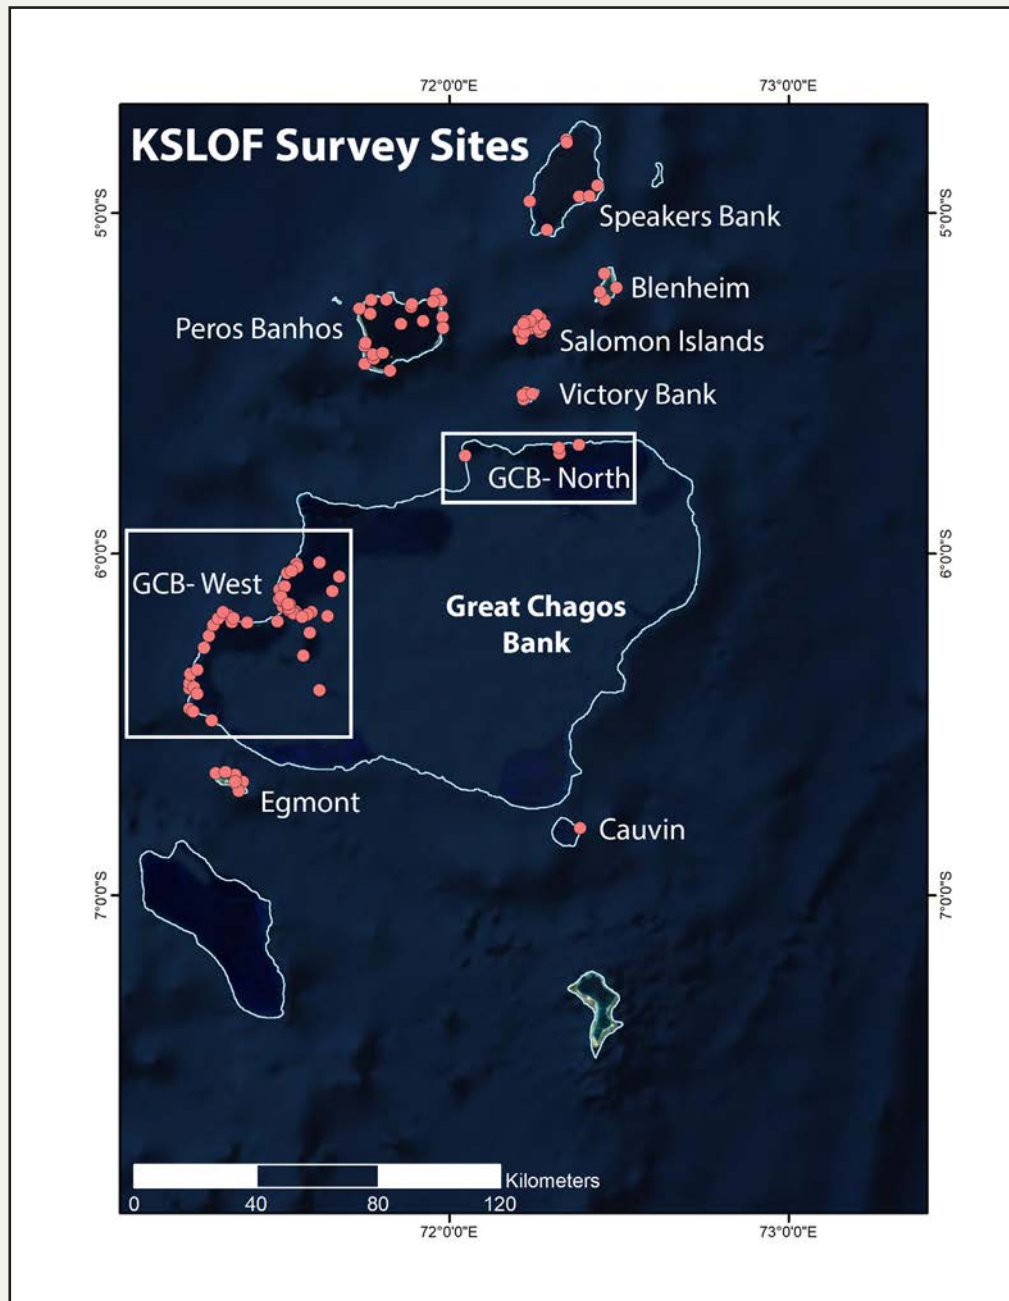 72°0'0"E
73°0'0"E
KSLOF Survey Sites
5°0'0"S
5°0'0"S
Speakers Bank
Blenheim
Peros Banhos
Salomon Islands
Victory Bank
GCB- North
6°0'0"S
6°0'0"S
GCB- West
Great Chagos
Bank
Egmont
Cauvin
7°0'0"S
7°0'0"S
Kilometers
0 40 80 120
72°0'0"E
73°0'0"E